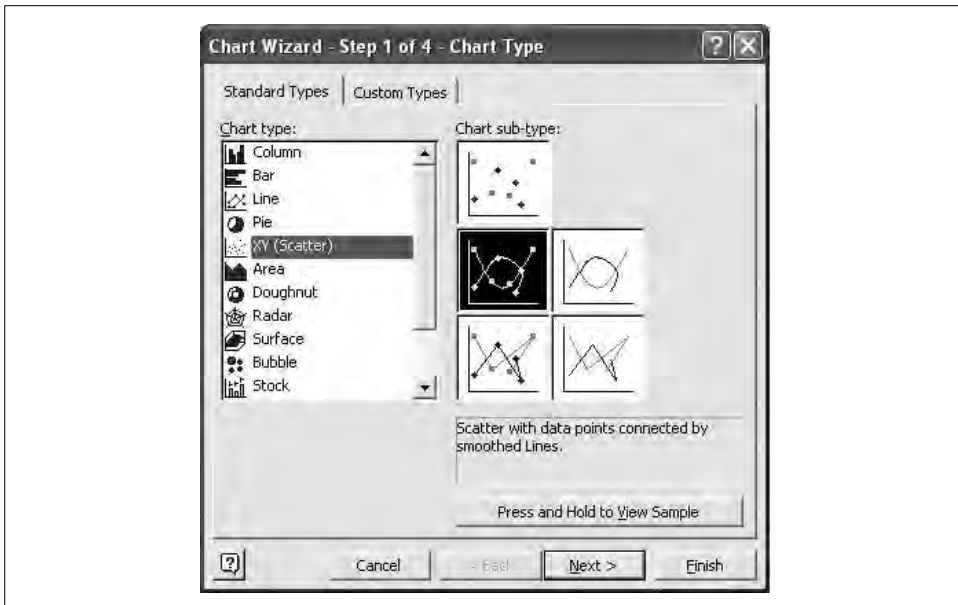 Chart Wizard - Step 1 of 4 - Chart Type
Standard Types
Custom Types
Chart type:
Column
Bar
Line
Pie
XY (Scatter)
Area
Doughnut
Radar
Surface
Bubble
Stock
Chart sub-type:
Scatter with data points connected by
smoothed Lines.
Press and Hold to View Sample
Cancel
< Back
Next >
Finish